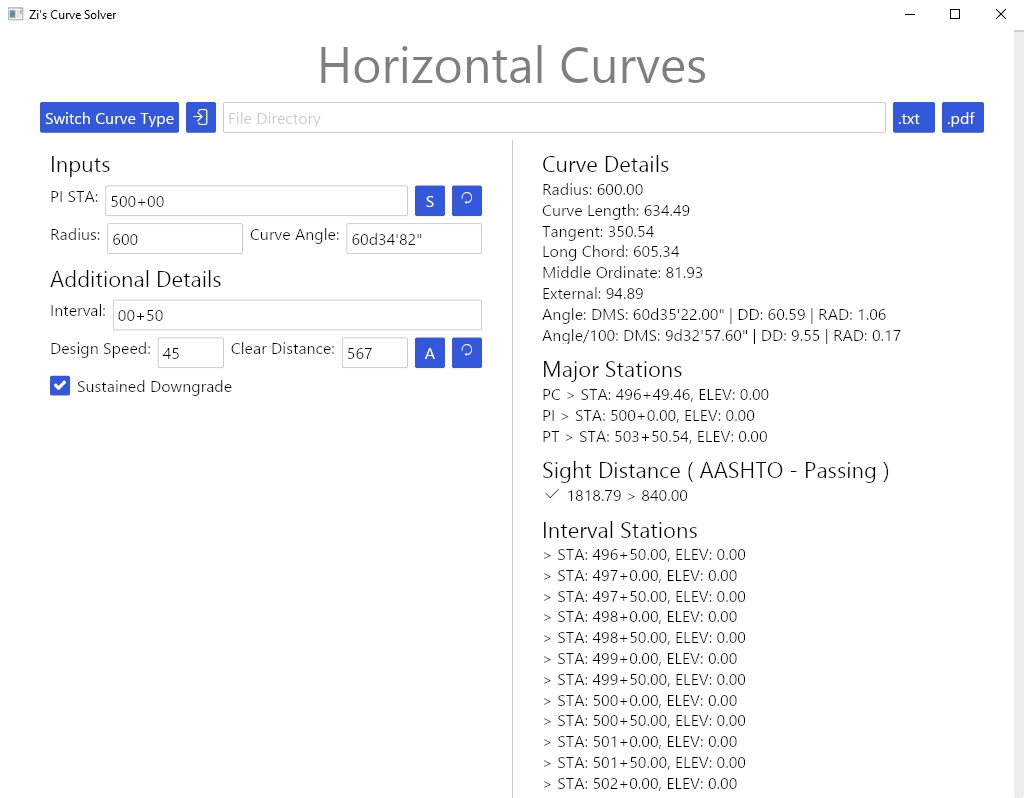 Zi's Curve Solver
Horizontal Curves
Switch Curve Type
File Directory
.txt
.pdf
Inputs
PI STA: 500+00 S
Radius: 600 Curve Angle: 60d34'82"
Additional Details
Interval: 00+50
Design Speed: 45 Clear Distance: 567 A
Sustained Downgrade
Curve Details
Radius: 600.00
Curve Length: 634.49
Tangent: 350.54
Long Chord: 605.34
Middle Ordinate: 81.93
External: 94.89
Angle: DMS: 60d35'22.00" | DD: 60.59 | RAD: 1.06
Angle/100: DMS: 9d32'57.60" | DD: 9.55 | RAD: 0.17
Major Stations
PC > STA: 496+49.46, ELEV: 0.00
PI > STA: 500+0.00, ELEV: 0.00
PT > STA: 503+50.54, ELEV: 0.00
Sight Distance ( AASHTO - Passing )
1818.79 > 840.00
Interval Stations
> STA: 496+50.00, ELEV: 0.00
> STA: 497+0.00, ELEV: 0.00
> STA: 497+50.00, ELEV: 0.00
> STA: 498+0.00, ELEV: 0.00
> STA: 498+50.00, ELEV: 0.00
> STA: 499+0.00, ELEV: 0.00
> STA: 499+50.00, ELEV: 0.00
> STA: 500+0.00, ELEV: 0.00
> STA: 500+50.00, ELEV: 0.00
> STA: 501+0.00, ELEV: 0.00
> STA: 501+50.00, ELEV: 0.00
> STA: 502+0.00, ELEV: 0.00